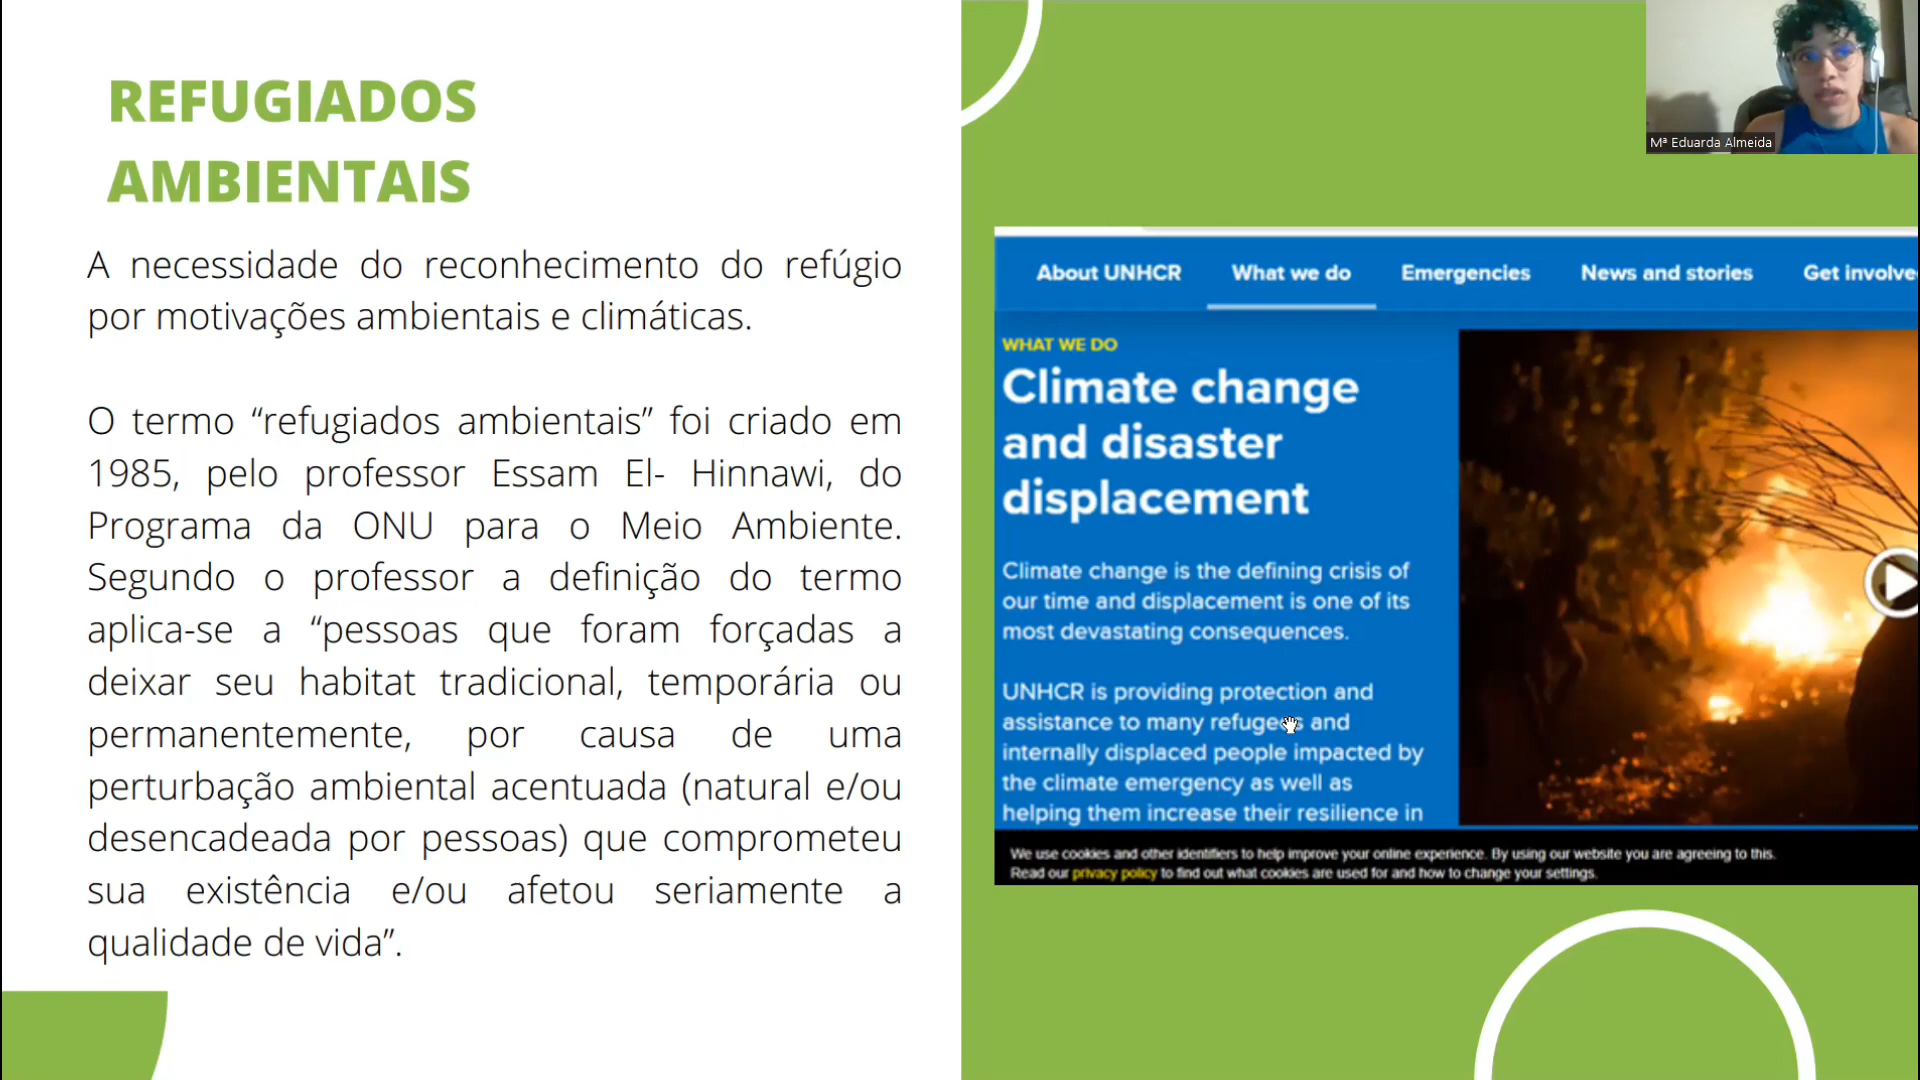 REFUGIADOS
AMBIENTAIS
A necessidade do reconhecimento do refúgio
por motivações ambientais e climáticas.
O termo “refugiados ambientais” foi criado em
1985, pelo professor Essam El- Hinnawi, do
Programa da ONU para o Meio Ambiente.
Segundo o professor a definição do termo
aplica-se a “pessoas que foram forçadas a
deixar seu habitat tradicional, temporária ou
permanentemente, por causa de uma
perturbação ambiental acentuada (natural e/ou
desencadeada por pessoas) que comprometeu
sua existência e/ou afetou seriamente a
qualidade de vida”.
Mª Eduarda Almeida
About UNHCR What we do Emergencies News and stories Get involve
WHAT WE DO
Climate change
and disaster
displacement
Climate change is the defining crisis of
our time and displacement is one of its
most devastating consequences.
UNHCR is providing protection and
assistance to many refugees and
internally displaced people impacted by
the climate emergency as well as
helping them increase their resilience in
We use cookies and other identifiers to help improve your online experience. By using our website you are agreeing to this.
Read our privacy policy to find out what cookies are used for and how to change your settings.